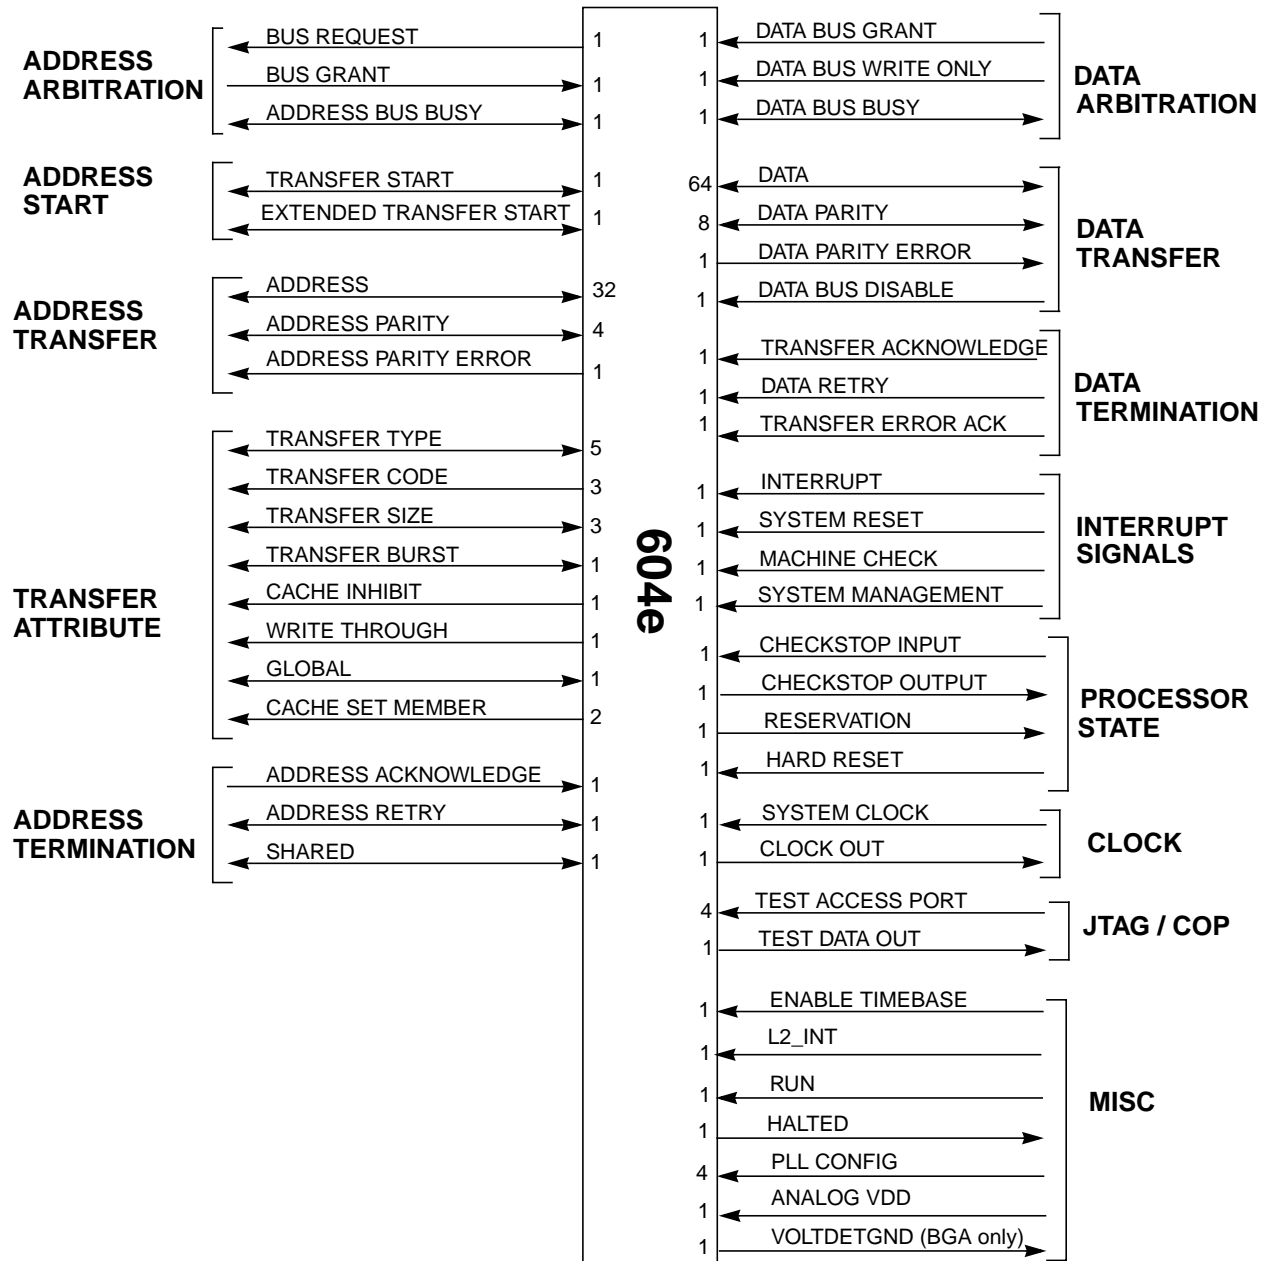 ADDRESS
ARBITRATION
BUS REQUEST 1
BUS GRANT 1
ADDRESS BUS BUSY 1
ADDRESS
START
TRANSFER START 1
EXTENDED TRANSFER START 1
ADDRESS
TRANSFER
ADDRESS 32
ADDRESS PARITY 4
ADDRESS PARITY ERROR 1
TRANSFER
ATTRIBUTE
TRANSFER TYPE 5
TRANSFER CODE 3
TRANSFER SIZE 3
TRANSFER BURST 1
CACHE INHIBIT 1
WRITE THROUGH 1
GLOBAL 1
CACHE SET MEMBER 2
ADDRESS
TERMINATION
ADDRESS ACKNOWLEDGE 1
ADDRESS RETRY 1
SHARED 1
604e
1 DATA BUS GRANT
1 DATA BUS WRITE ONLY
1 DATA BUS BUSY
DATA
ARBITRATION
64 DATA
8 DATA PARITY
1 DATA PARITY ERROR
1 DATA BUS DISABLE
DATA
TRANSFER
1 TRANSFER ACKNOWLEDGE
1 DATA RETRY
1 TRANSFER ERROR ACK
DATA
TERMINATION
1 INTERRUPT
1 SYSTEM RESET
1 MACHINE CHECK
1 SYSTEM MANAGEMENT
INTERRUPT
SIGNALS
1 CHECKSTOP INPUT
1 CHECKSTOP OUTPUT
1 RESERVATION
1 HARD RESET
PROCESSOR
STATE
1 SYSTEM CLOCK
1 CLOCK OUT
CLOCK
4 TEST ACCESS PORT
1 TEST DATA OUT
JTAG / COP
1 ENABLE TIMEBASE
1 L2_INT
1 RUN
1 HALTED
4 PLL CONFIG
1 ANALOG VDD
1 VOLTDETGND (BGA only)
MISC